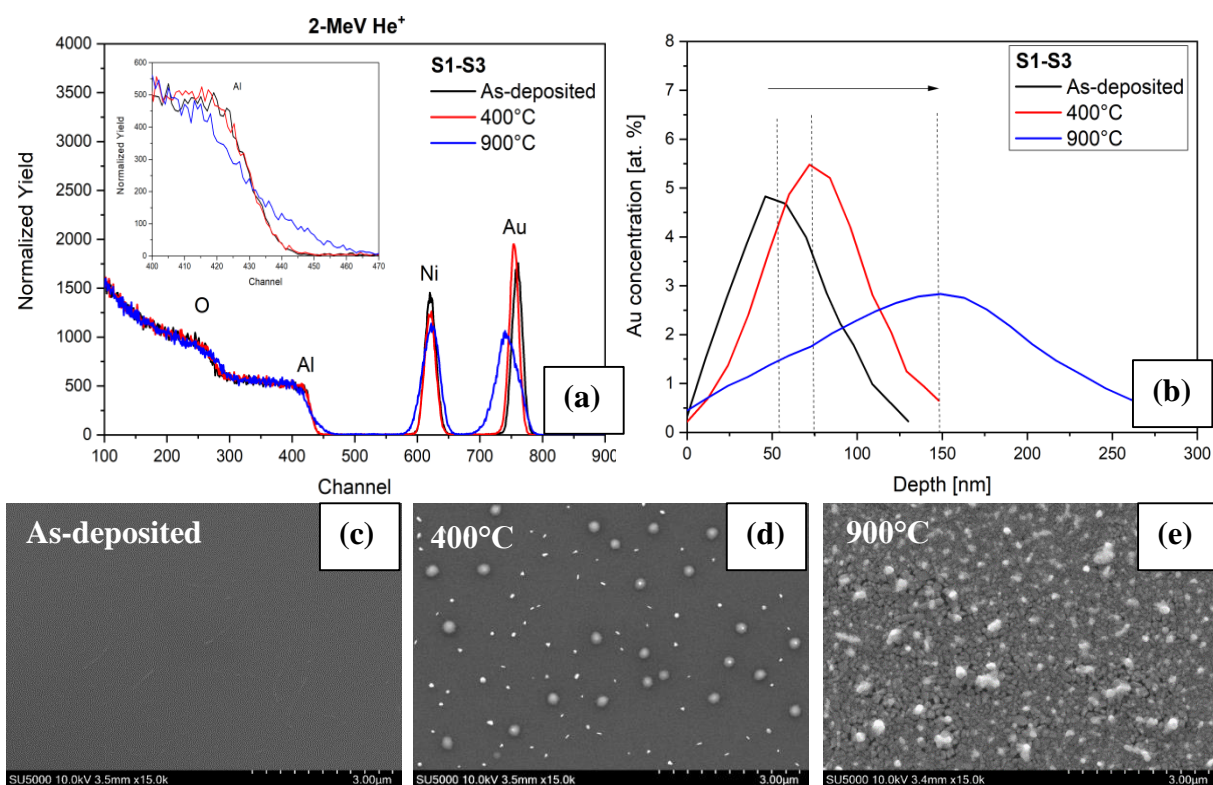 2-MeV He+
4000
3500
3000
2500
2000
1500
1000
500
0
Normalized Yield
100 200 300 400 500 600 700 800 900
Channel
S1-S3
As-deposited
400°C
900°C
O
Al
Ni
Au
(a)
600
500
400
300
200
100
0
Normalized Yield
Al
400 410 420 430 440 450 460 470
Channel
8
7
6
5
4
3
2
1
0
Au concentration [at. %]
0 50 100 150 200 250 300
Depth [nm]
S1-S3
As-deposited
400°C
900°C
(b)
As-deposited
(c)
SU5000 10.0kV 3.5mm x15.0k 3.00µm
400°C
(d)
SU5000 10.0kV 3.5mm x15.0k 3.00µm
900°C
(e)
SU5000 10.0kV 3.4mm x15.0k 3.00µm